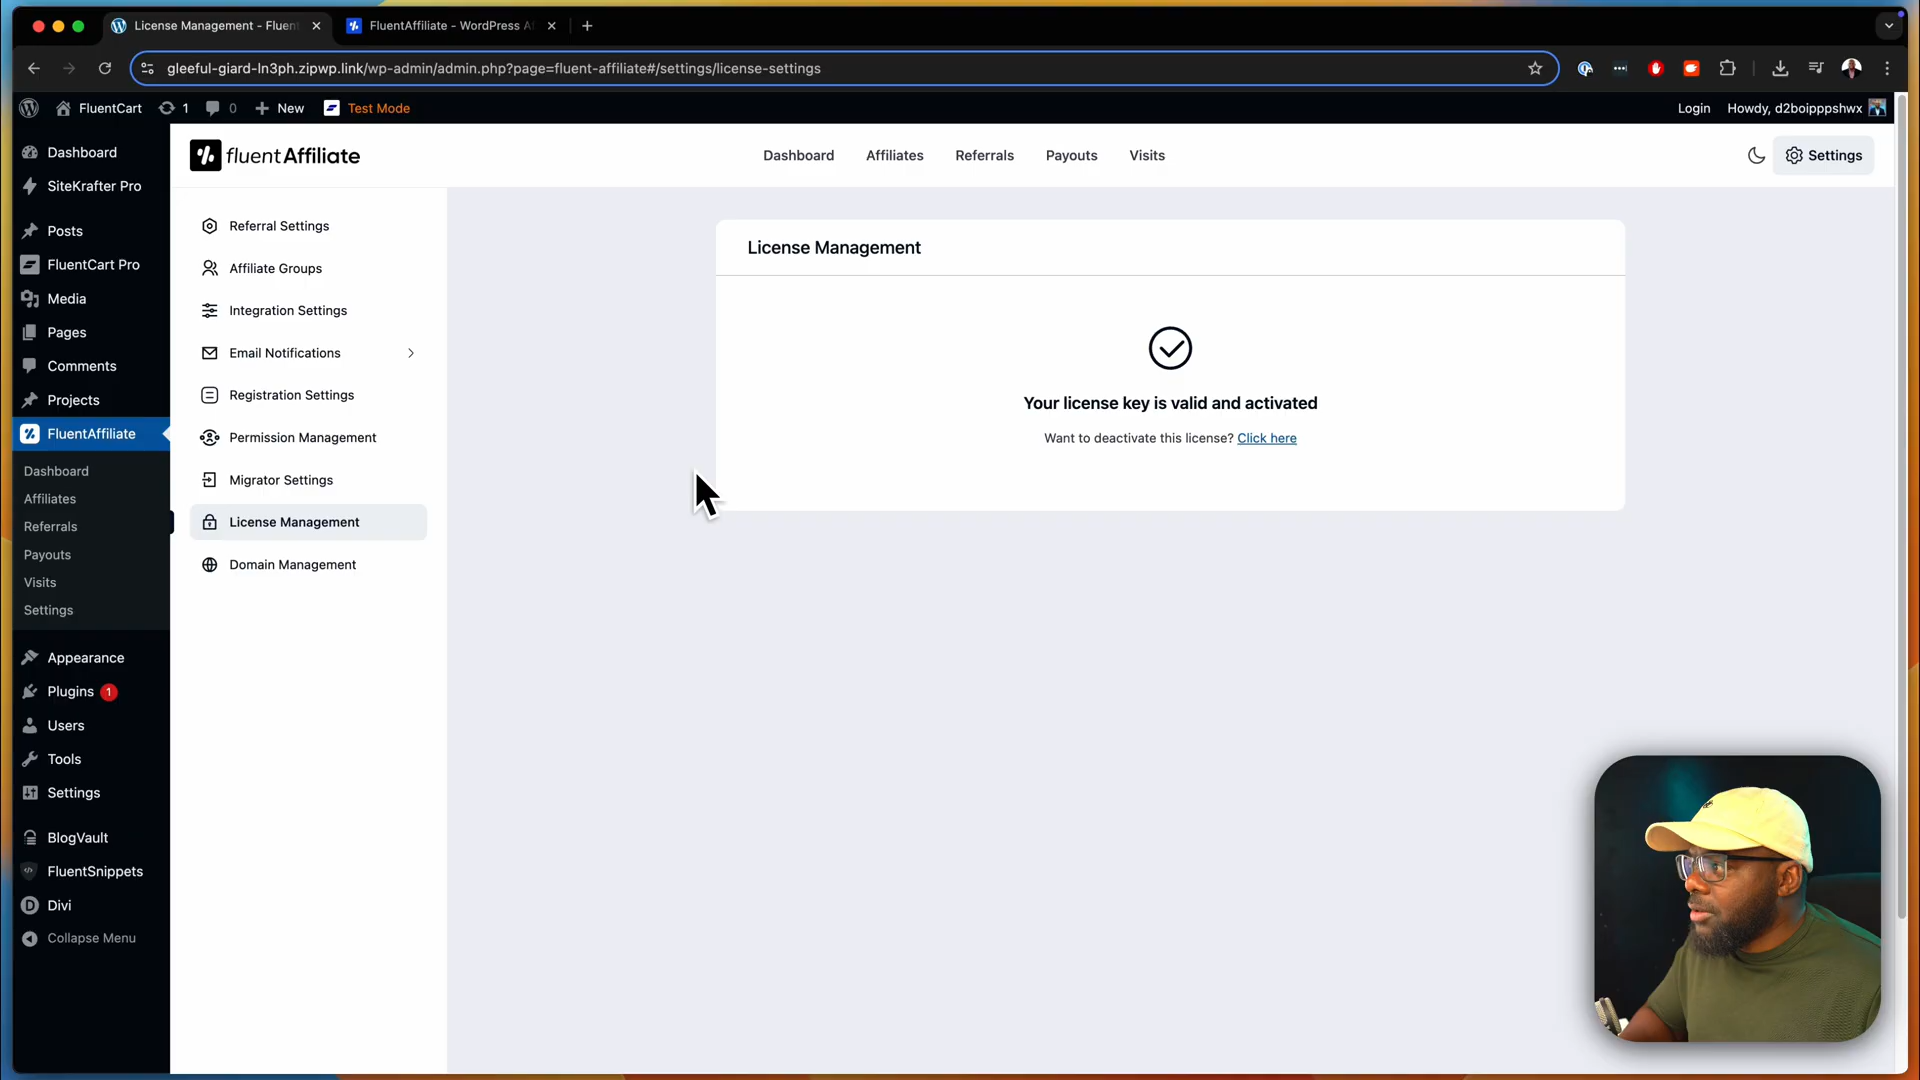 License Management - Fluent
FluentAffiliate - WordPress A
gleeful-giard-ln3ph.zipwp.link/wp-admin/admin.php?page=fluent-affiliate#/settings/license-settings
FluentCart
1
0
New
Test Mode
Login
Howdy, d2boipppshwx
Dashboard
SiteKrafter Pro
Posts
FluentCart Pro
Media
Pages
Comments
Projects
FluentAffiliate
Dashboard
Affiliates
Referrals
Payouts
Visits
Settings
Appearance
Plugins 1
Users
Tools
Settings
BlogVault
FluentSnippets
Divi
Collapse Menu
fluentAffiliate
Dashboard
Affiliates
Referrals
Payouts
Visits
Settings
Referral Settings
Affiliate Groups
Integration Settings
Email Notifications
Registration Settings
Permission Management
Migrator Settings
License Management
Domain Management
License Management
Your license key is valid and activated
Want to deactivate this license? Click here